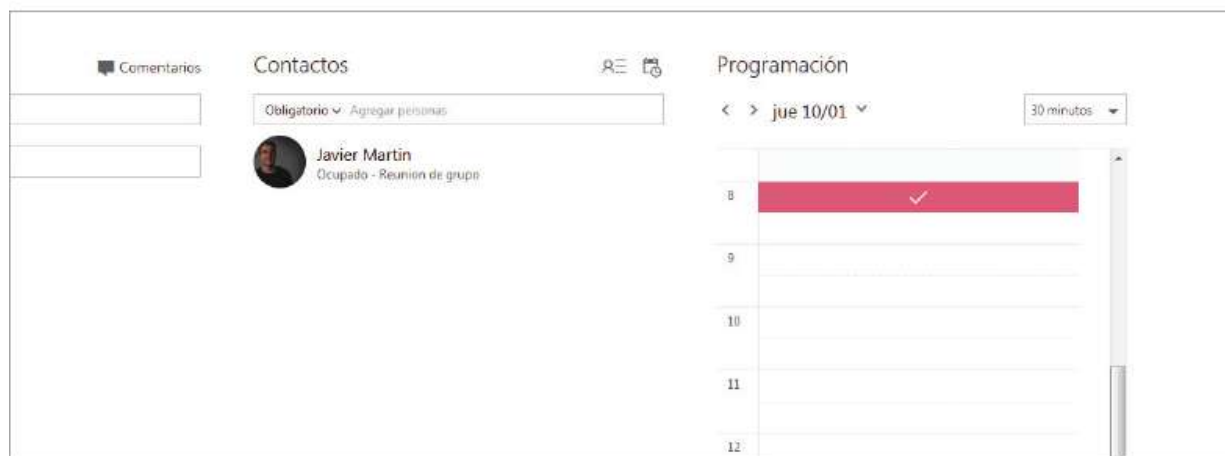 Comentarios
Contactos
Obligatorio Agregar personas
Javier Martin
Ocupado - Reunion de grupo
Programación
< > jue 10/01
30 minutos
8
9
10
11
12